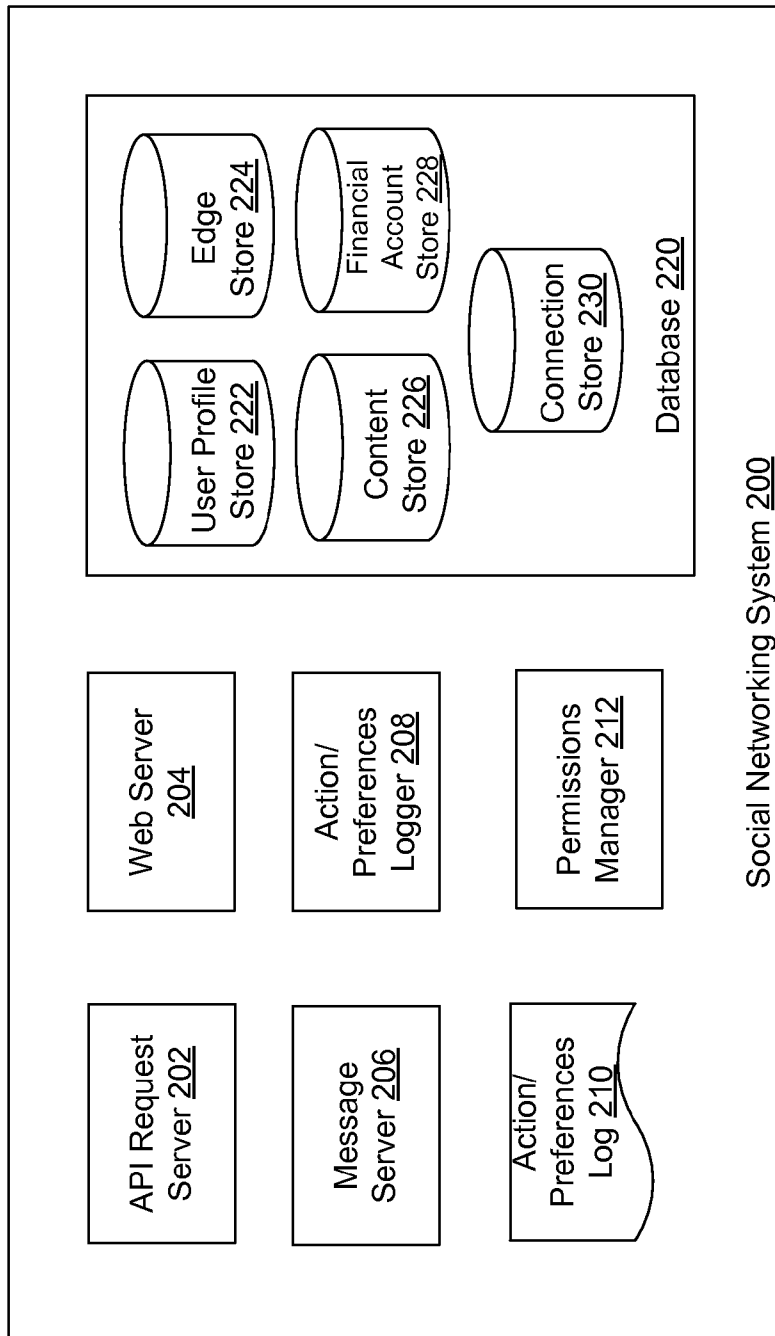 API Request
Server 202
Web Server
204
Message
Server 206
Action/
Preferences
Logger 208
Action/
Preferences
Log 210
Permissions
Manager 212
User Profile
Store 222
Edge
Store 224
Content
Store 226
Financial
Account
Store 228
Connection
Store 230
Database 220
Social Networking System 200